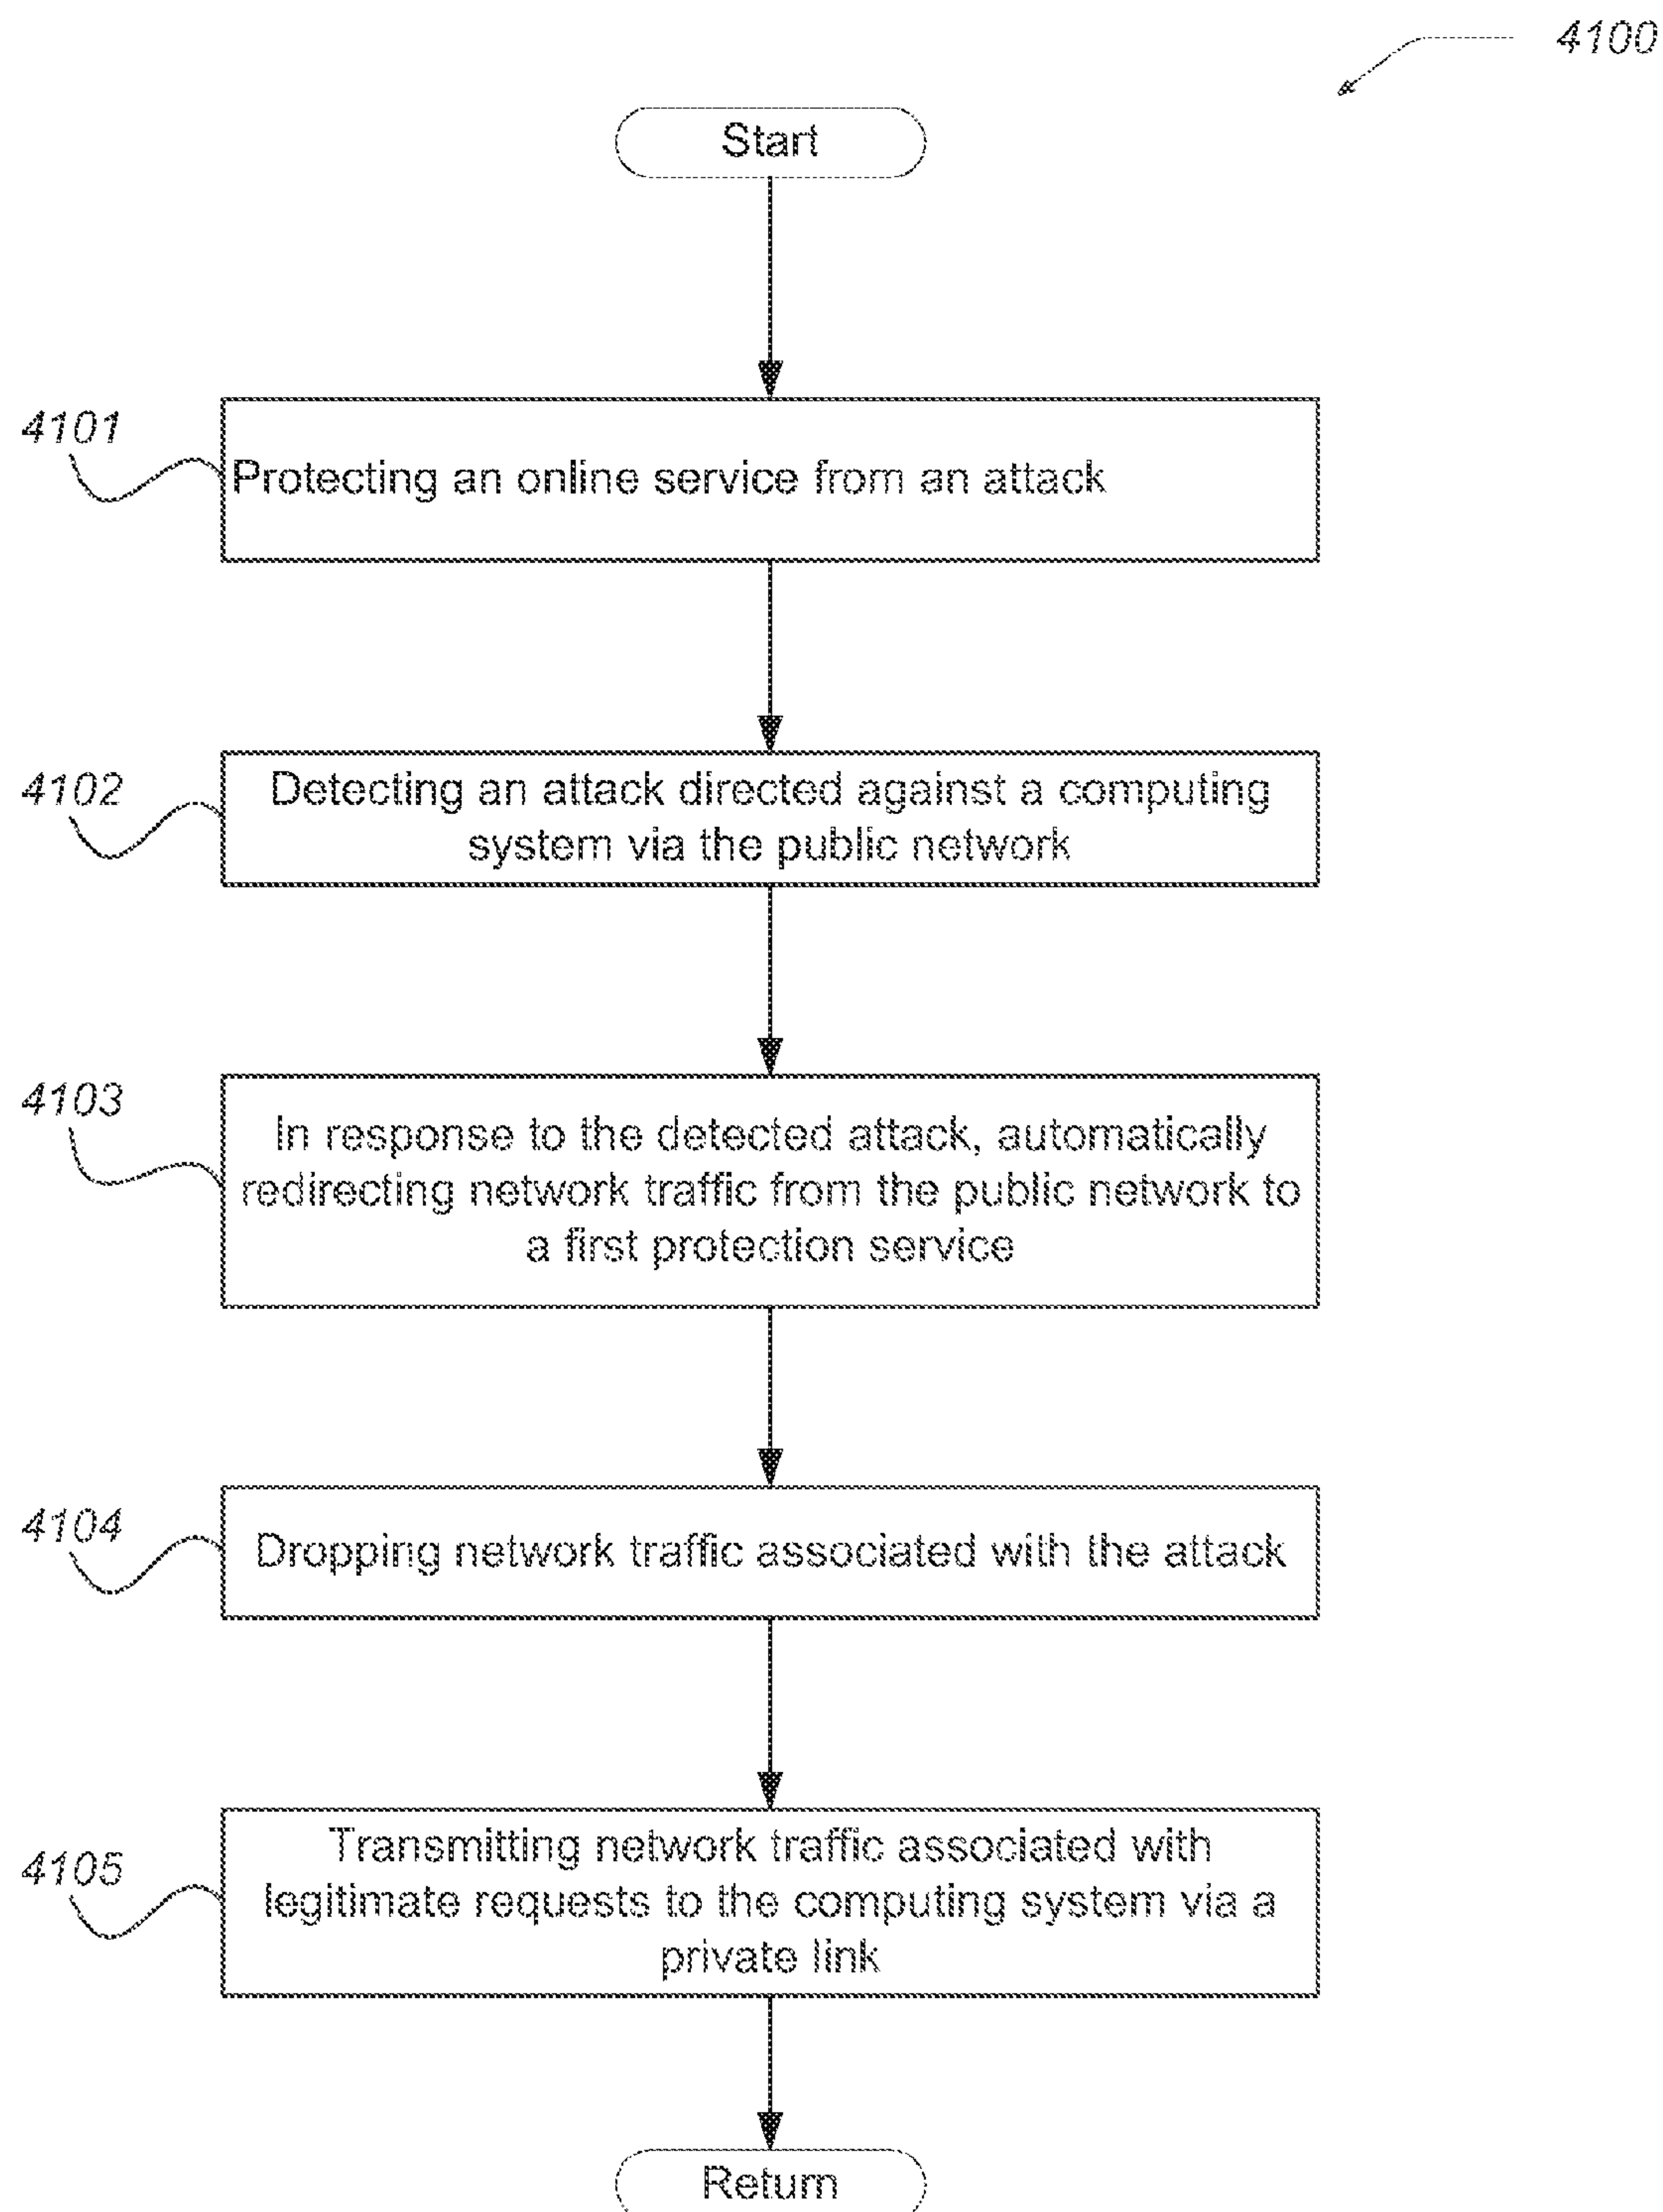 4100
Start
4101
Protecting an online service from an attack
4102
Detecting an attack directed against a computing
system via the public network
4103
In response to the detected attack, automatically
redirecting network traffic from the public network to
a first protection service
4104
Dropping network traffic associated with the attack
4105
Transmitting network traffic associated with
legitimate requests to the computing system via a
private link
Return